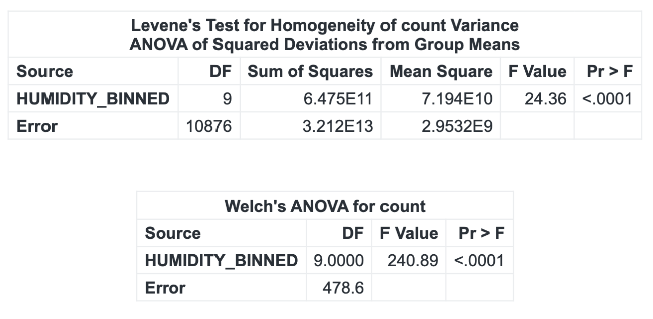 Levene's Test for Homogeneity of count Variance
ANOVA of Squared Deviations from Group Means
Source DF Sum of Squares Mean Square F Value Pr > F
HUMIDITY_BINNED 9 6.475E11 7.194E10 24.36 <.0001
Error 10876 3.212E13 2.9532E9
Welch's ANOVA for count
Source DF F Value Pr > F
HUMIDITY_BINNED 9.0000 240.89 <.0001
Error 478.6